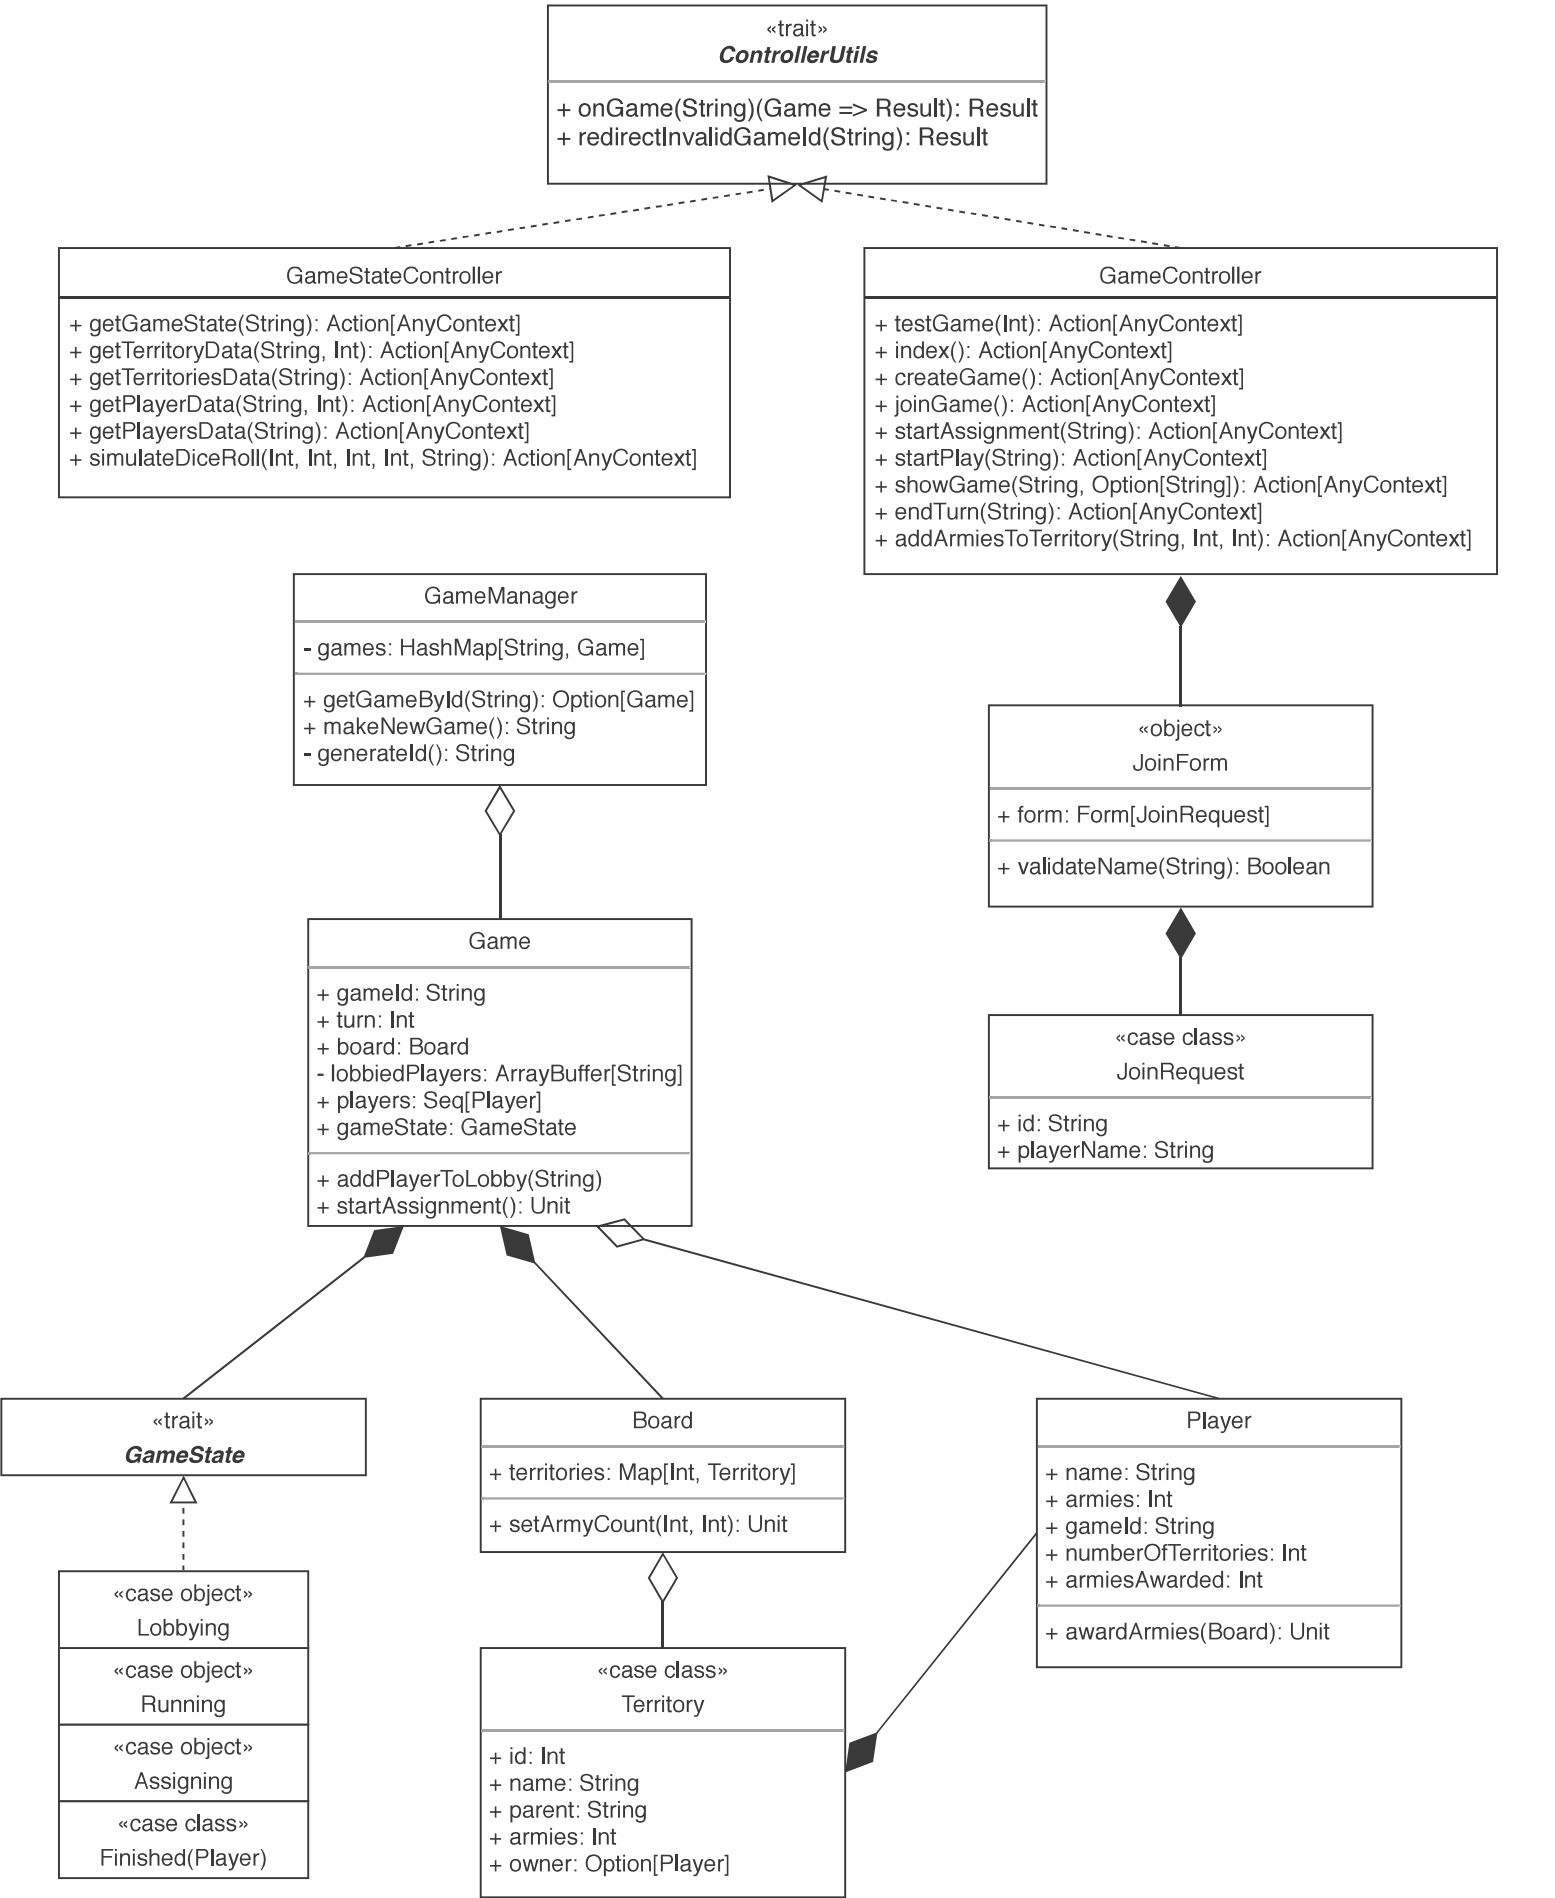 «trait»
ControllerUtils
+ onGame(String)(Game => Result): Result
+ redirectInvalidGameId(String): Result
GameStateController
+ getGameState(String): Action[AnyContext]
+ getTerritoryData(String, Int): Action[AnyContext]
+ getTerritoriesData(String): Action[AnyContext]
+ getPlayerData(String, Int): Action[AnyContext]
+ getPlayersData(String): Action[AnyContext]
+ simulateDiceRoll(Int, Int, Int, Int, String): Action[AnyContext]
GameController
+ testGame(Int): Action[AnyContext]
+ index(): Action[AnyContext]
+ createGame(): Action[AnyContext]
+ joinGame(): Action[AnyContext]
+ startAssignment(String): Action[AnyContext]
+ startPlay(String): Action[AnyContext]
+ showGame(String, Option[String]): Action[AnyContext]
+ endTurn(String): Action[AnyContext]
+ addArmiesToTerritory(String, Int, Int): Action[AnyContext]
GameManager
- games: HashMap[String, Game]
+ getGameById(String): Option[Game]
+ makeNewGame(): String
- generateId(): String
«object»
JoinForm
+ form: Form[JoinRequest]
+ validateName(String): Boolean
Game
+ gameId: String
+ turn: Int
+ board: Board
- lobbiedPlayers: ArrayBuffer[String]
+ players: Seq[Player]
+ gameState: GameState
+ addPlayerToLobby(String)
+ startAssignment(): Unit
«case class»
JoinRequest
+ id: String
+ playerName: String
«trait»
GameState
Board
+ territories: Map[Int, Territory]
+ setArmyCount(Int, Int): Unit
Player
+ name: String
+ armies: Int
+ gameId: String
+ numberOfTerritories: Int
+ armiesAwarded: Int
+ awardArmies(Board): Unit
«case object»
Lobbying
«case object»
Running
«case object»
Assigning
«case class»
Finished(Player)
«case class»
Territory
+ id: Int
+ name: String
+ parent: String
+ armies: Int
+ owner: Option[Player]